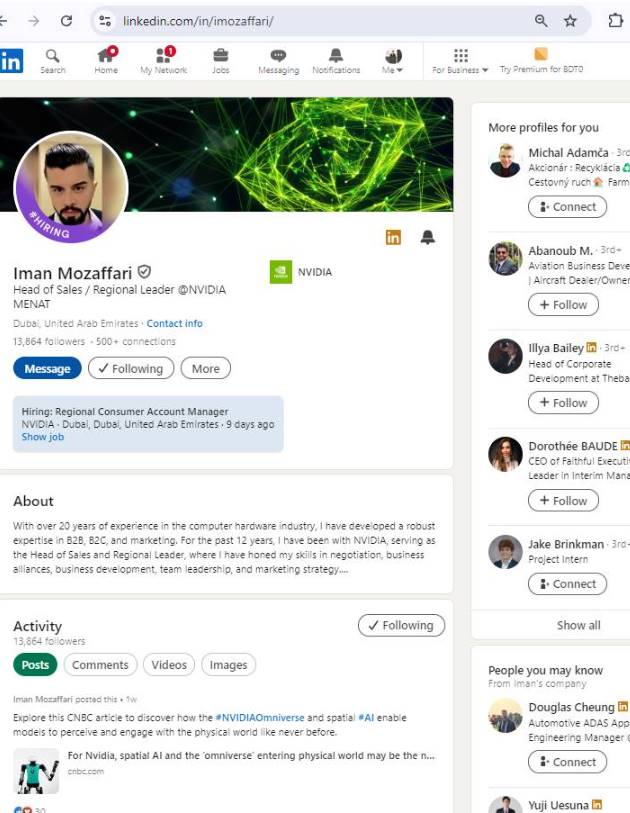 linkedin.com/in/imozaffari/
in
Search
Home
1
My Network
Jobs
Messaging
Notifications
Me
For Business
Try Premium for BDT0
#HIRING
in
Iman Mozaffari
NVIDIA
Head of Sales / Regional Leader @NVIDIA
MENAT
Dubai, United Arab Emirates · Contact info
13,864 followers · 500+ connections
Message
Following
More
Hiring: Regional Consumer Account Manager
NVIDIA · Dubai, Dubai, United Arab Emirates · 9 days ago
Show job
About
With over 20 years of experience in the computer hardware industry, I have developed a robust
expertise in B2B, B2C, and marketing. For the past 12 years, I have been with NVIDIA, serving as
the Head of Sales and Regional Leader, where I have honed my skills in negotiation, business
alliances, business development, team leadership, and marketing strategy....
Activity
13,864 followers
Following
Posts
Comments
Videos
Images
Iman Mozaffari posted this • 1w
Explore this CNBC article to discover how the #NVIDIAOmniverse and spatial #AI enable
models to perceive and engage with the physical world like never before.
For Nvidia, spatial AI and the 'omniverse' entering physical world may be the n...
cnbc.com
30
More profiles for you
Michal Adamča · 3rd
Akcionár : Recyklácia
Cestovný ruch Farm
Connect
Abanoub M. · 3rd+
Aviation Business Deve
| Aircraft Dealer/Owner
+ Follow
Illya Bailey in · 3rd+
Head of Corporate
Development at Theba
+ Follow
Dorothée BAUDE in
CEO of Faithful Executi
Leader in Interim Mana
+ Follow
Jake Brinkman · 3rd+
Project Intern
Connect
Show all
People you may know
From Iman's company
Douglas Cheung in
Automotive ADAS App
Engineering Manager
Connect
Yuji Uesuna in